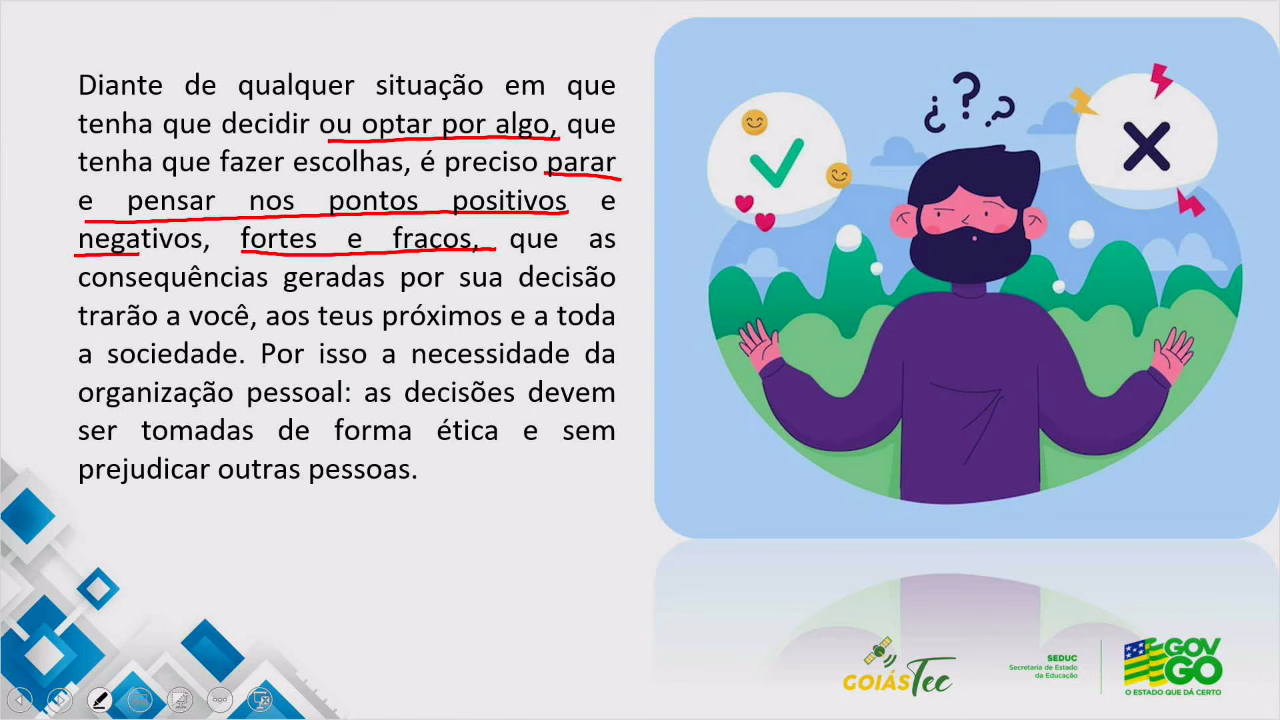 Diante de qualquer situação em que
tenha que decidir ou optar por algo, que
tenha que fazer escolhas, é preciso parar
e pensar nos pontos positivos e
negativos, fortes e fracos, que as
consequências geradas por sua decisão
trarão a você, aos teus próximos e a toda
a sociedade. Por isso a necessidade da
organização pessoal: as decisões devem
ser tomadas de forma ética e sem
prejudicar outras pessoas.
¿ ? ?
GOIÁS Tec
SEDUC
Secretaria de Estado
da Educação
GOV
GO
O ESTADO QUE DÁ CERTO